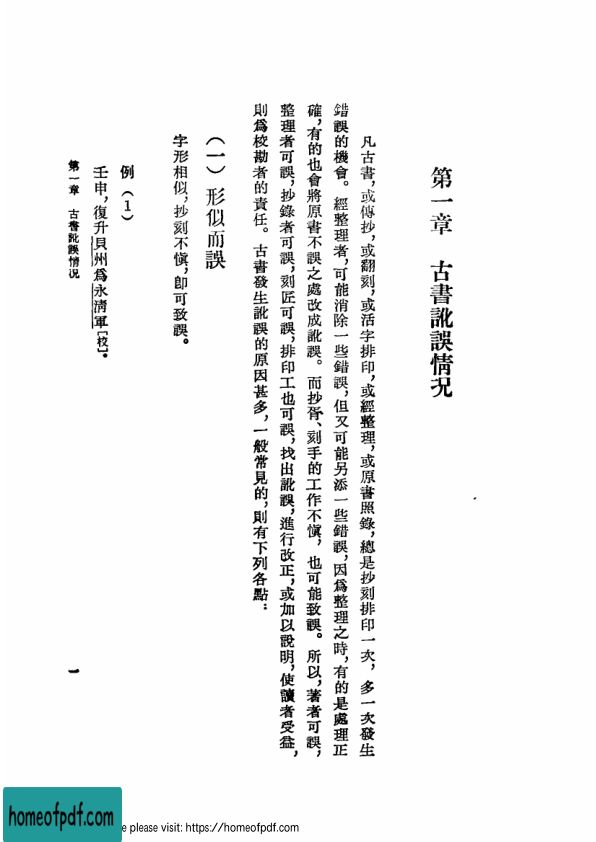 第一章 古書訛誤情況
凡古書,或傳抄,或翻刻,或活字排印,或經整理,或原書照錄,總是抄刻排印一次,多一次發生
錯誤的機會。經整理者,可能消除一些錯誤,但又可能另添一些錯誤,因爲整理之時,有的是處理正
確,有的也會將原書不誤之處改成訛誤。而抄胥、刻手的工作不愼,也可能致誤。所以,著者可誤,
整理者可誤,抄錄者可誤,刻匠可誤,排印工也可誤,找出訛誤,進行改正,或加以說明,使讀者受益,
則爲校勘者的責任。古書發生訛誤的原因甚多,一般常見的,則有下列各點:
(一)形似而誤
字形相似,抄刻不愼,卽可致誤。
例(1)
壬申,復升貝州爲永清軍[校]。
第一章 古書訛誤情況
一
homeofpdf.com
e please visit: https://homeofpdf.com